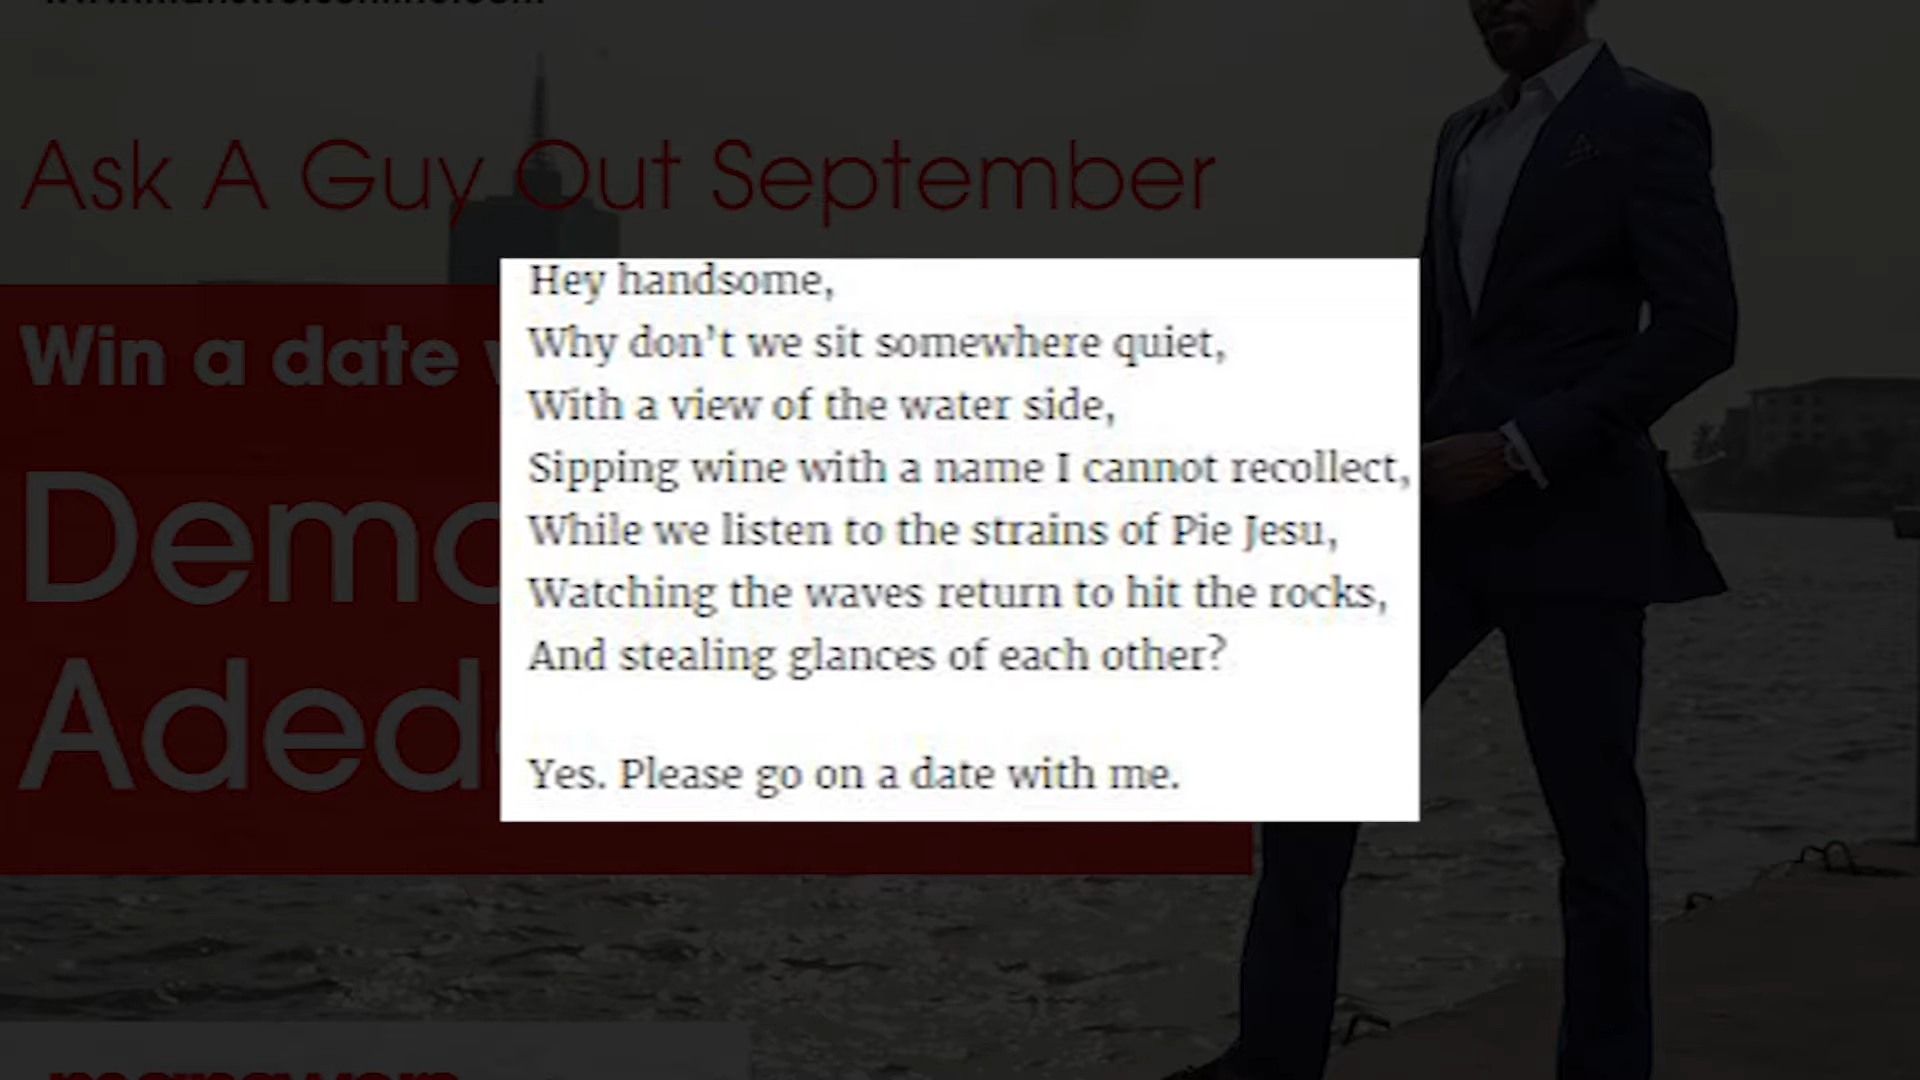 Ask A Guy Out September
Win a date
Hey handsome,
Why don't we sit somewhere quiet,
With a view of the water side,
Sipping wine with a name I cannot recollect,
While we listen to the strains of Pie Jesu,
Watching the waves return to hit the rocks,
And stealing glances of each other?
Yes. Please go on a date with me.